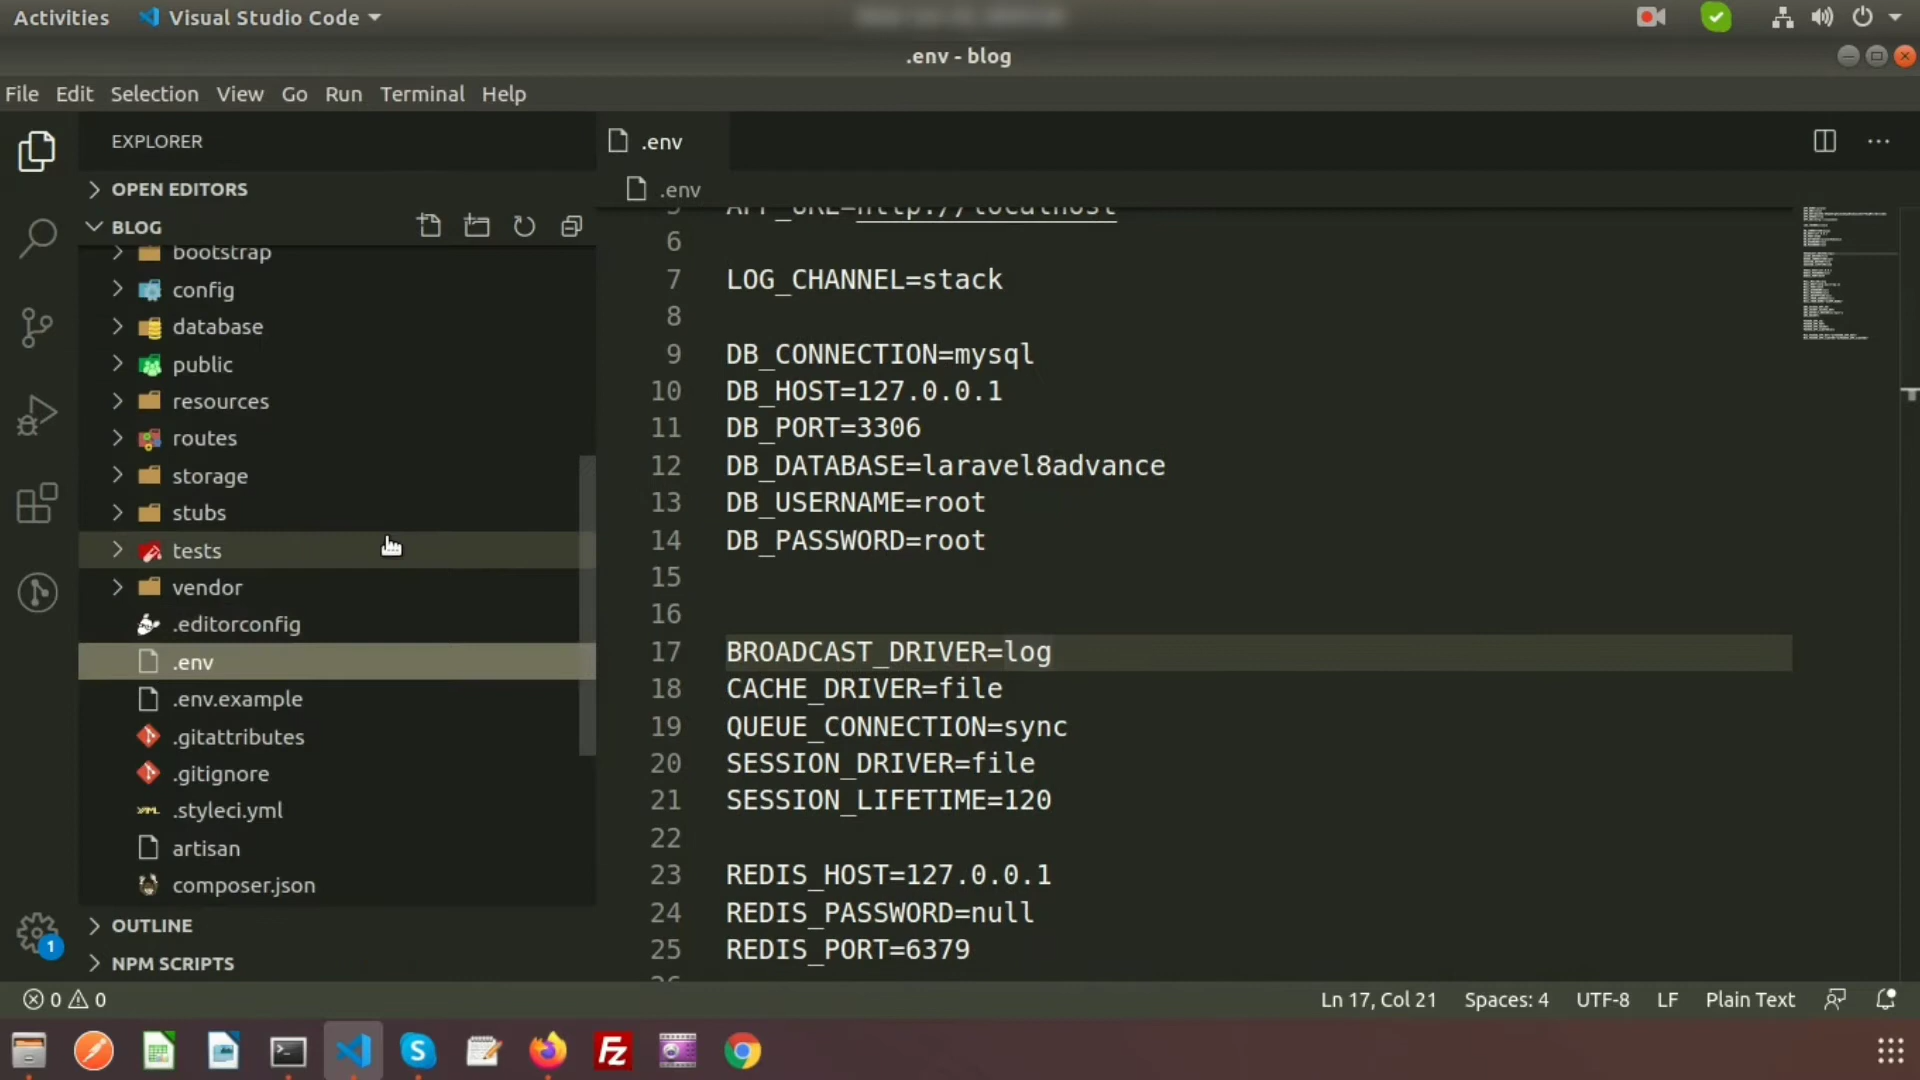 Activities
Visual Studio Code
.env - blog
File Edit Selection View Go Run Terminal Help
EXPLORER
OPEN EDITORS
BLOG
bootstrap
config
database
public
resources
routes
storage
stubs
tests
vendor
.editorconfig
.env
.env.example
.gitattributes
.gitignore
.styleci.yml
artisan
composer.json
OUTLINE
NPM SCRIPTS
.env
.env
5 APP_URL=http://localhost
6
7 LOG_CHANNEL=stack
8
9 DB_CONNECTION=mysql
10 DB_HOST=127.0.0.1
11 DB_PORT=3306
12 DB_DATABASE=laravel8advance
13 DB_USERNAME=root
14 DB_PASSWORD=root
15
16
17 BROADCAST_DRIVER=log
18 CACHE_DRIVER=file
19 QUEUE_CONNECTION=sync
20 SESSION_DRIVER=file
21 SESSION_LIFETIME=120
22
23 REDIS_HOST=127.0.0.1
24 REDIS_PASSWORD=null
25 REDIS_PORT=6379
1
0 0
Ln 17, Col 21 Spaces: 4 UTF-8 LF Plain Text